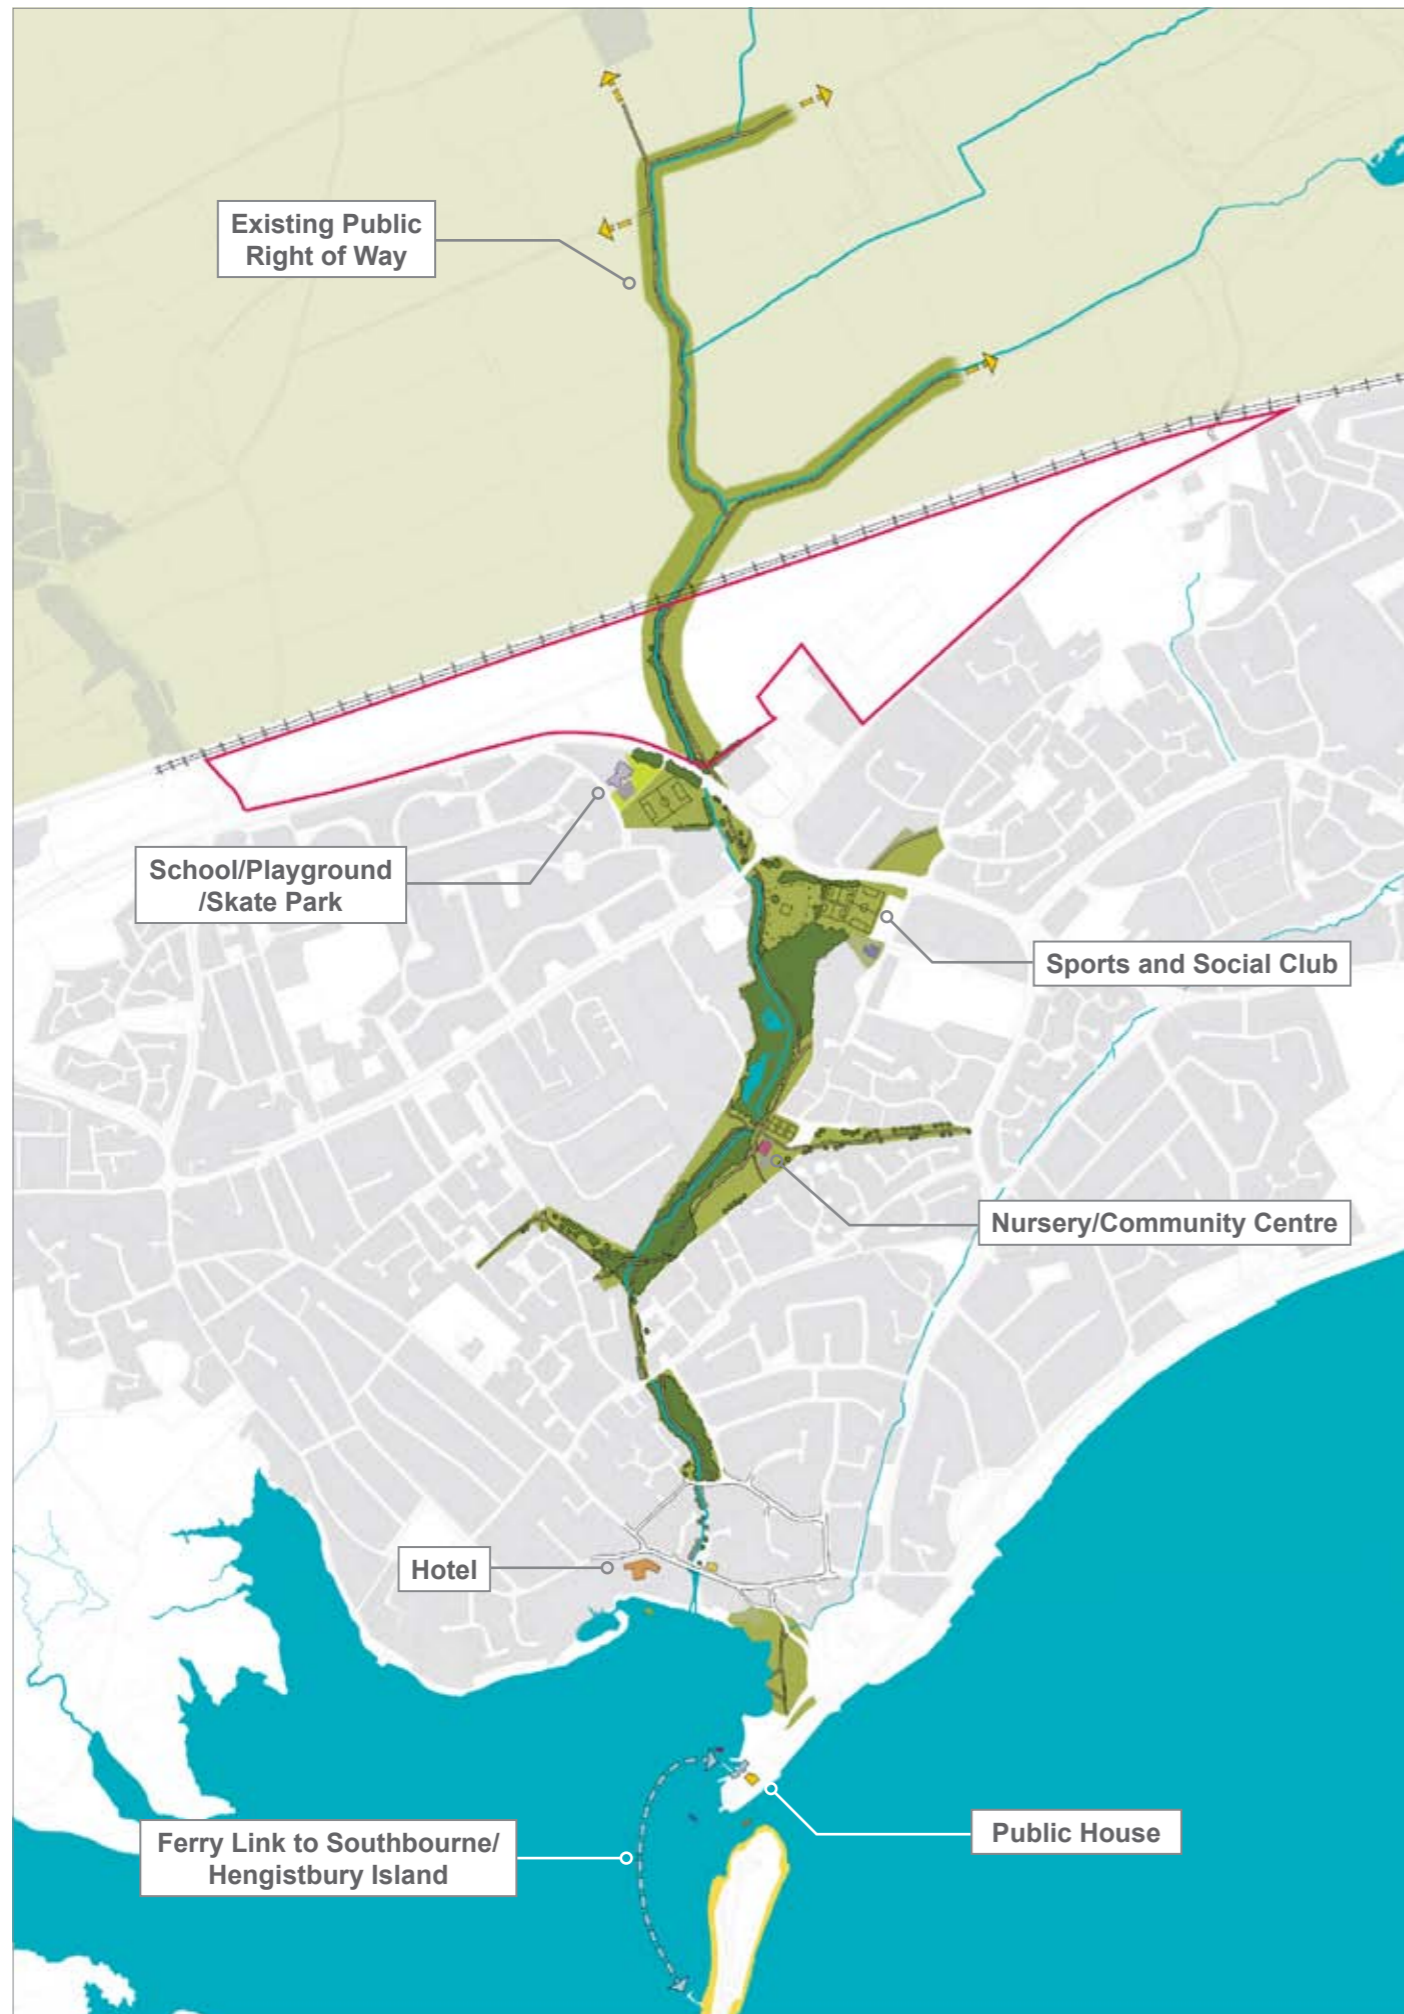 Existing Public
Right of Way
School/Playground
/Skate Park
Sports and Social Club
Nursery/Community Centre
Hotel
Ferry Link to Southbourne/
Hengistbury Island
Public House